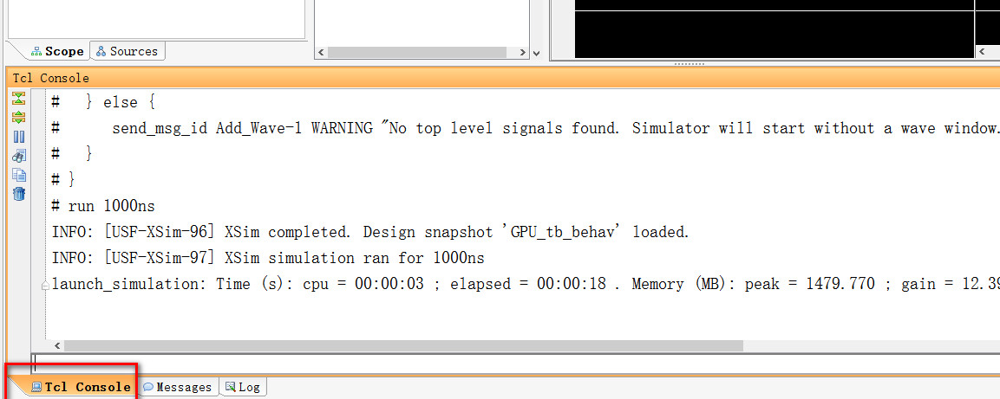 Scope Sources
Tcl Console
# } else {
# send_msg_id Add_Wave-1 WARNING "No top level signals found. Simulator will start without a wave window.
# }
# }
# run 1000ns
INFO: [USF-XSim-96] XSim completed. Design snapshot 'GPU_tb_behav' loaded.
INFO: [USF-XSim-97] XSim simulation ran for 1000ns
launch_simulation: Time (s): cpu = 00:00:03 ; elapsed = 00:00:18 . Memory (MB): peak = 1479.770 ; gain = 12.39
Tcl Console Messages Log